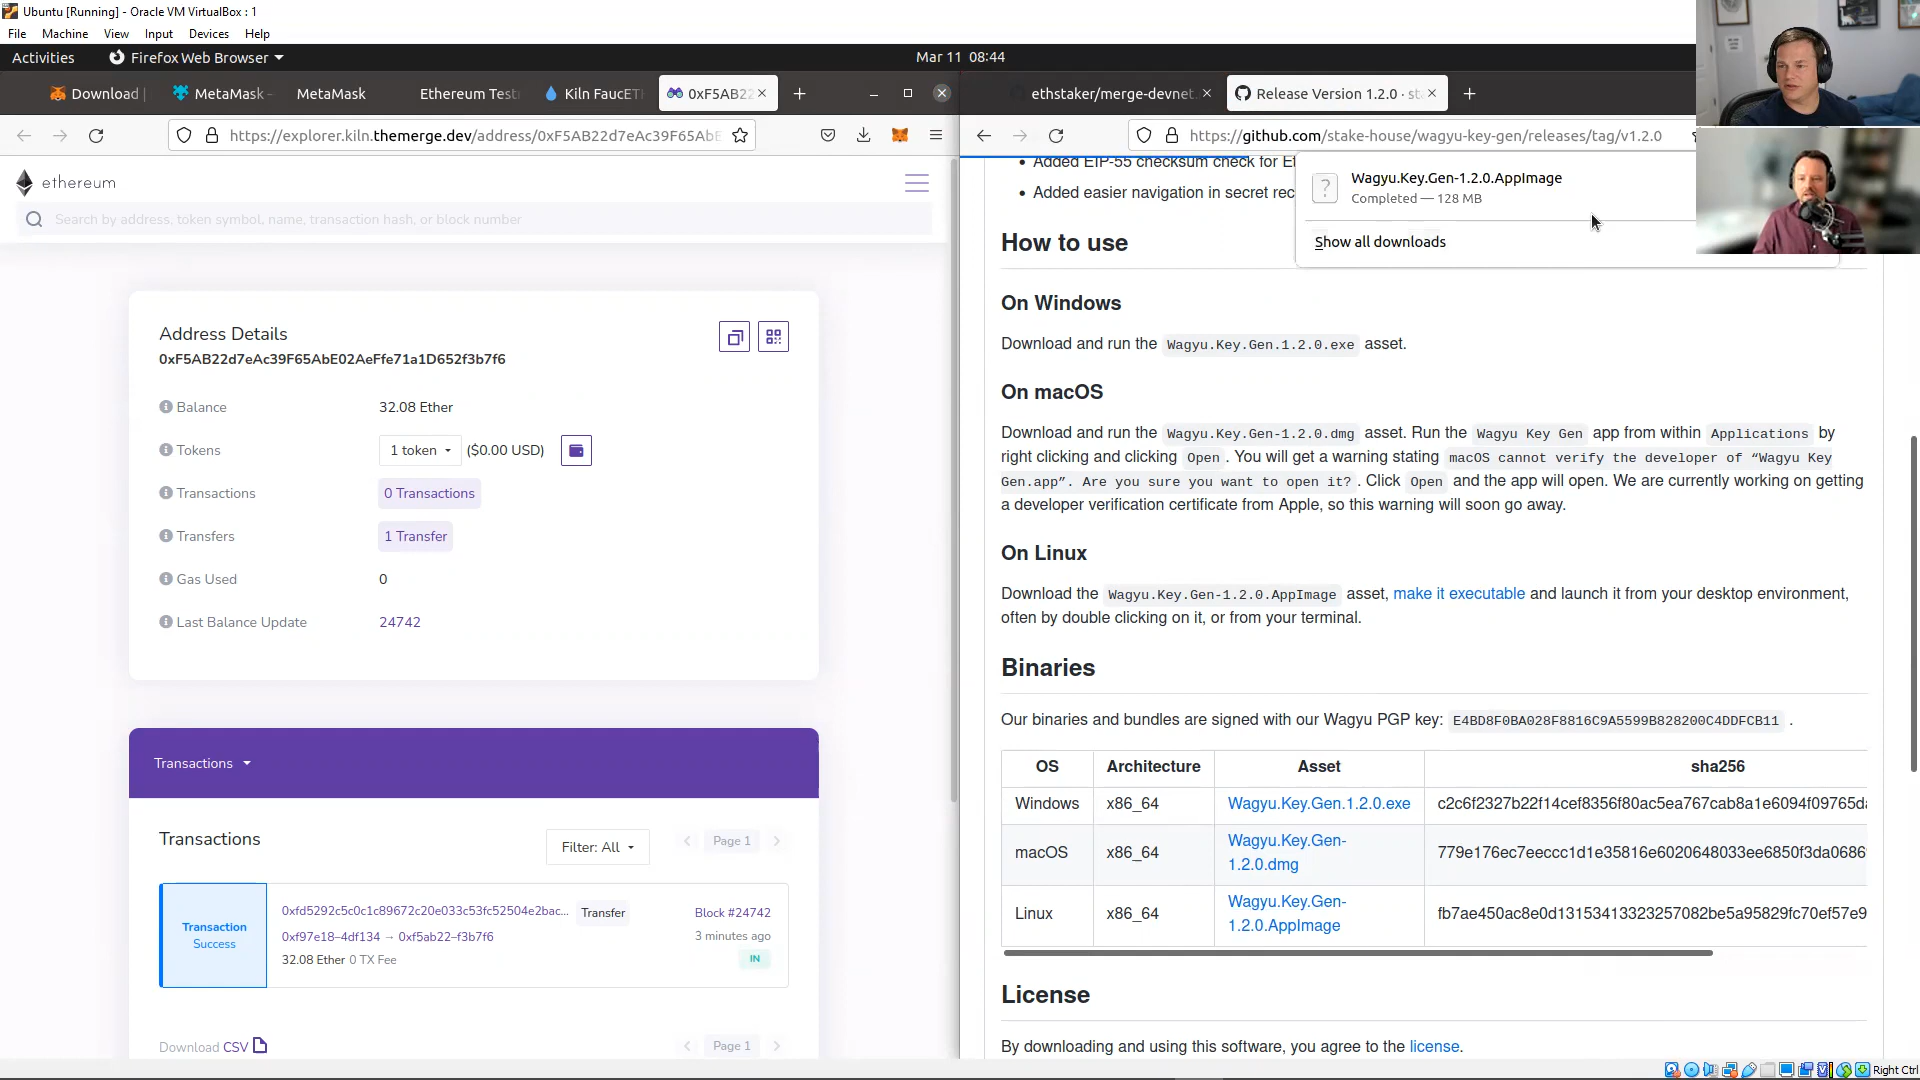 Ubuntu [Running] - Oracle VM VirtualBox : 1
File Machine View Input Devices Help
Activities Firefox Web Browser Mar 11 08:44
Download MetaMask - MetaMask Ethereum Test Kiln FaucET 0xF5AB22
ethstaker/merge-devnet Release Version 1.2.0 · st
https://explorer.kiln.themerge.dev/address/0xF5AB22d7eAc39F65AbE
https://github.com/stake-house/wagyu-key-gen/releases/tag/v1.2.0
ethereum
Search by address, token symbol, name, transaction hash, or block number
Address Details
0xF5AB22d7eAc39F65AbE02AeFfe71a1D652f3b7f6
Balance 32.08 Ether
Tokens 1 token ($0.00 USD)
Transactions 0 Transactions
Transfers 1 Transfer
Gas Used 0
Last Balance Update 24742
Transactions
Transactions Filter: All Page 1
Transaction
Success
0xfd5292c5c0c1c89672c20e033c53fc52504e2bac... Transfer Block #24742
0xf97e18–4df134 → 0xf5ab22–f3b7f6 3 minutes ago
32.08 Ether 0 TX Fee IN
Download CSV Page 1
Added EIP-55 checksum check for Et
Added easier navigation in secret rec
Wagyu.Key.Gen-1.2.0.AppImage
Completed — 128 MB
Show all downloads
How to use
On Windows
Download and run the Wagyu.Key.Gen.1.2.0.exe asset.
On macOS
Download and run the Wagyu.Key.Gen-1.2.0.dmg asset. Run the Wagyu Key Gen app from within Applications by
right clicking and clicking Open . You will get a warning stating macOS cannot verify the developer of “Wagyu Key
Gen.app”. Are you sure you want to open it? . Click Open and the app will open. We are currently working on getting
a developer verification certificate from Apple, so this warning will soon go away.
On Linux
Download the Wagyu.Key.Gen-1.2.0.AppImage asset, make it executable and launch it from your desktop environment,
often by double clicking on it, or from your terminal.
Binaries
Our binaries and bundles are signed with our Wagyu PGP key: E4BD8F0BA028F8816C9A5599B828200C4DDFCB11 .
OS Architecture Asset sha256
Windows x86_64 Wagyu.Key.Gen.1.2.0.exe c2c6f2327b22f14cef8356f80ac5ea767cab8a1e6094f09765d
macOS x86_64 Wagyu.Key.Gen-
1.2.0.dmg 779e176ec7eeccc1d1e35816e6020648033ee6850f3da0686
Linux x86_64 Wagyu.Key.Gen-
1.2.0.AppImage fb7ae450ac8e0d13153413323257082be5a95829fc70ef57e9
License
By downloading and using this software, you agree to the license.
Right Ctrl